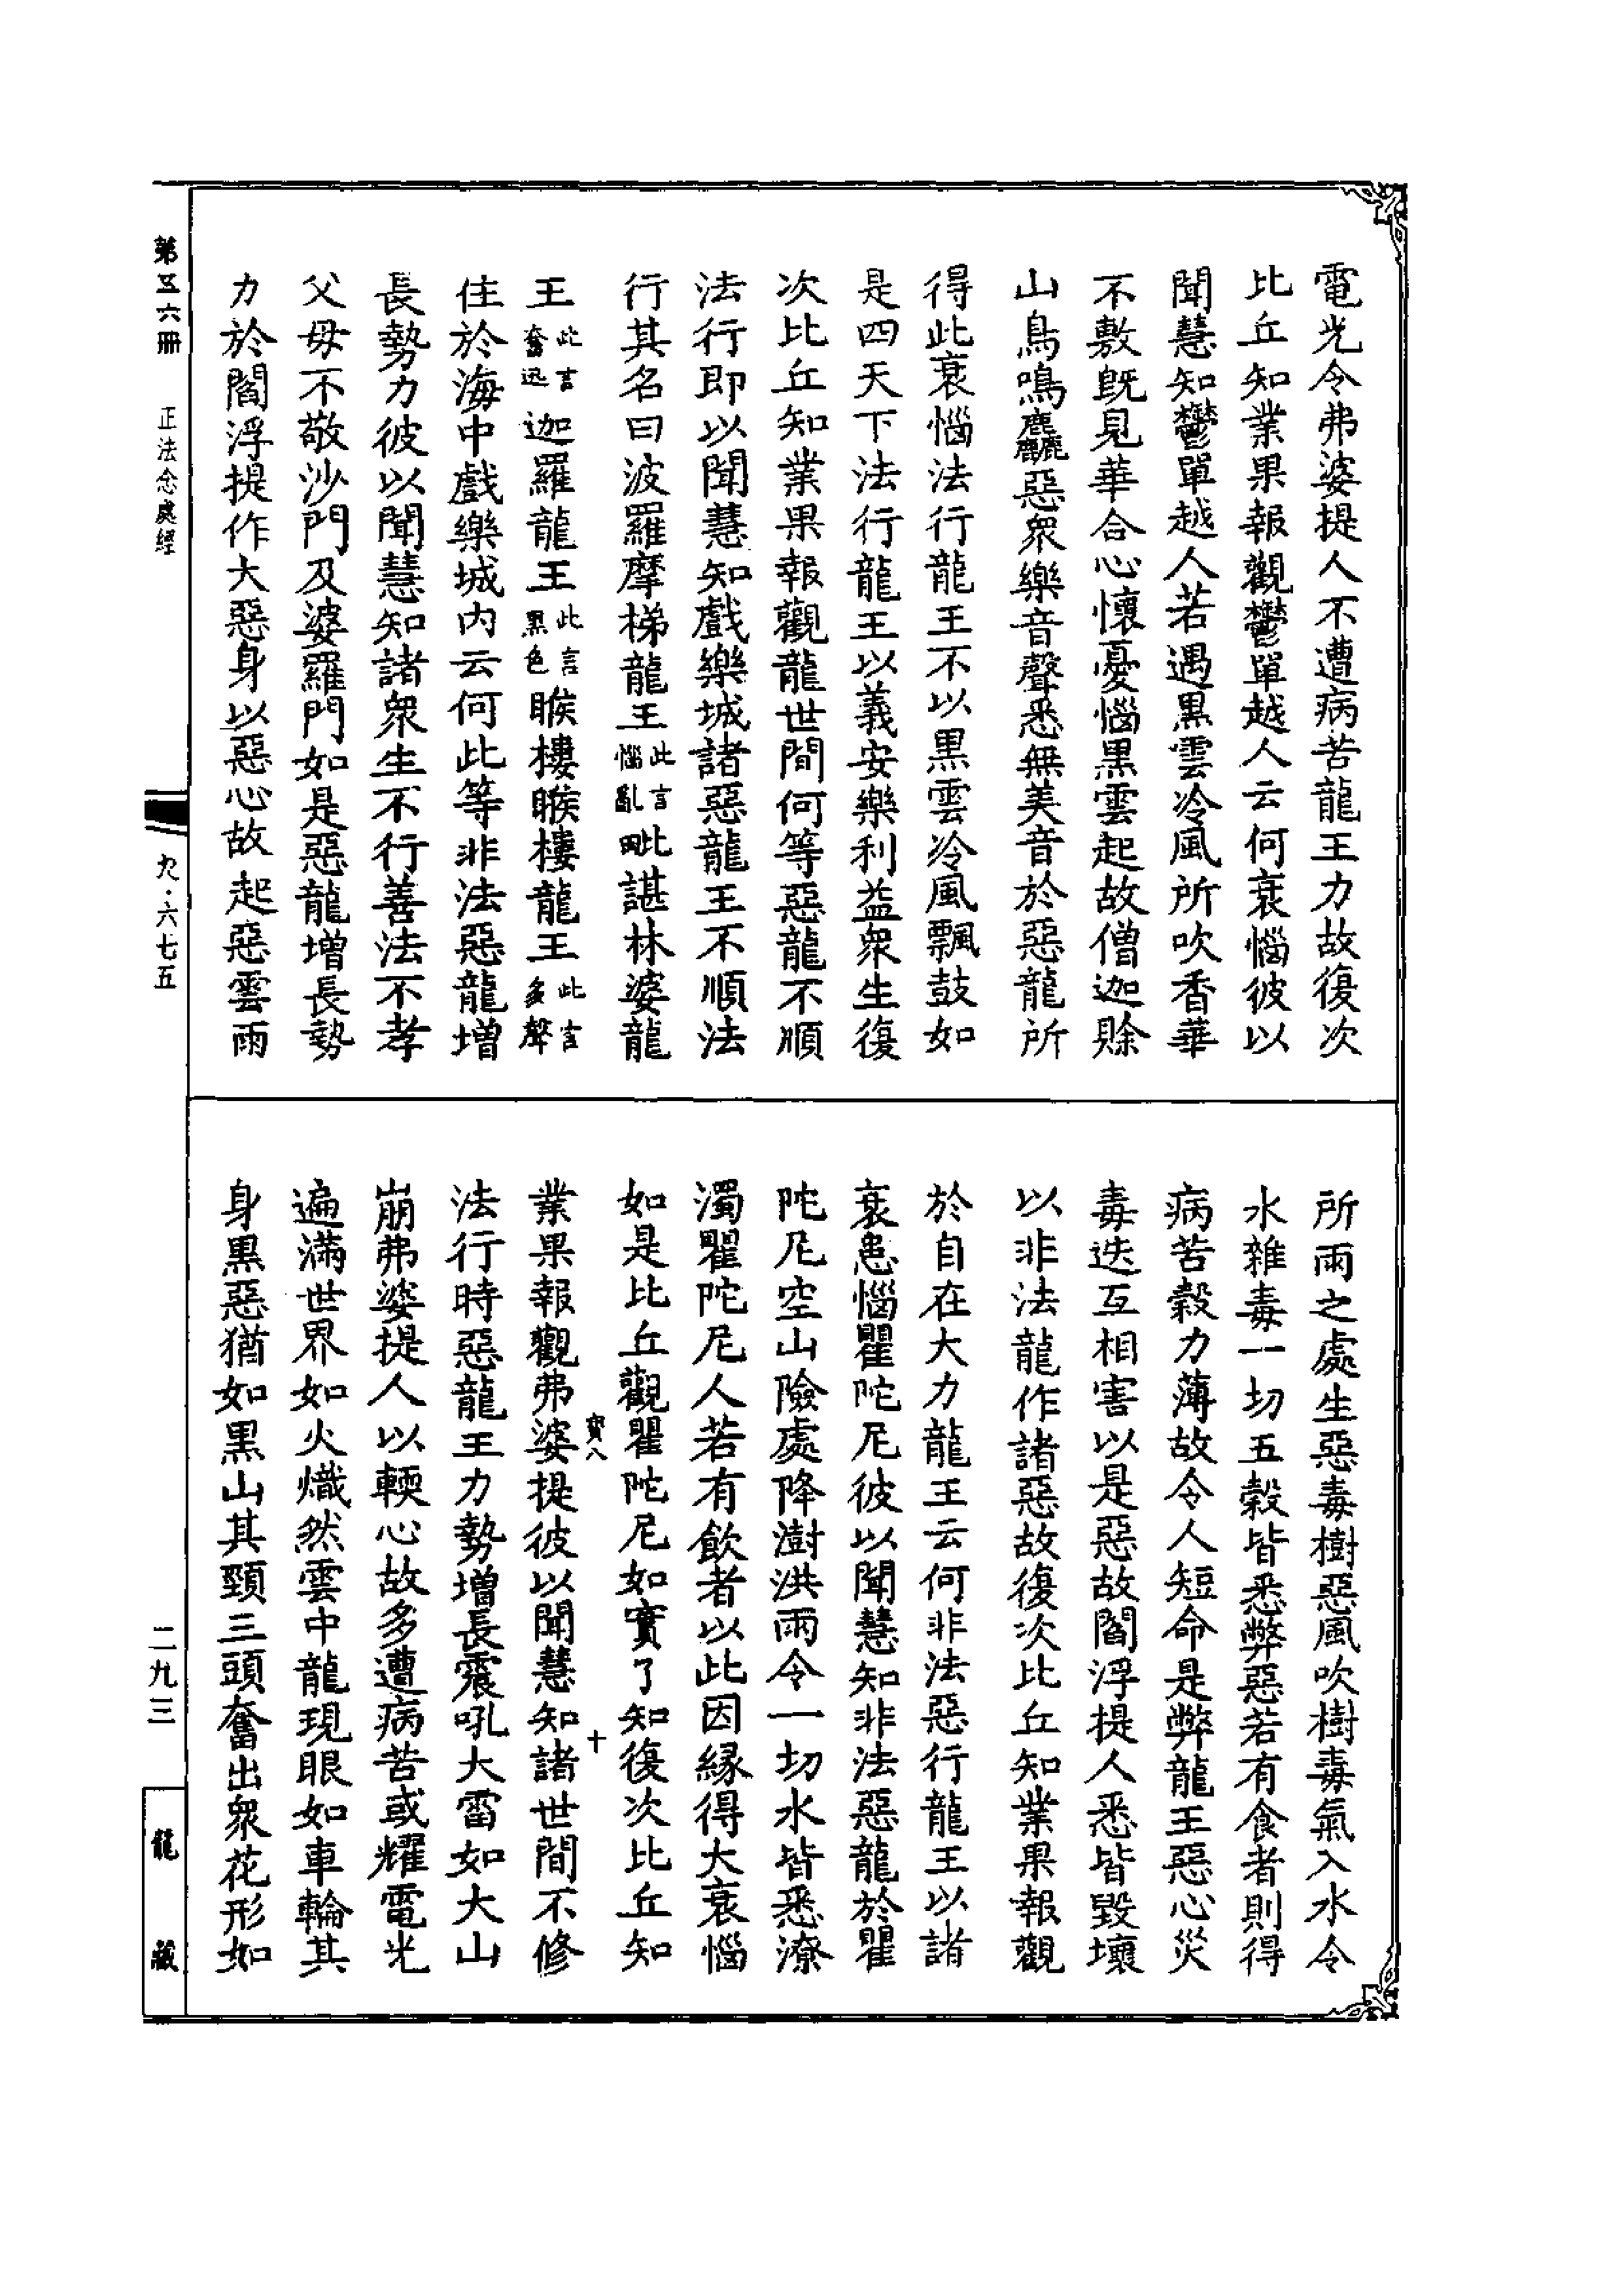 電光令弗婆提人不遭病苦龍王力故復次
比丘知業果報觀鬱單越人云何衰惱彼以
聞慧知鬱單越人若遇黑雲冷風所吹香華
不敷既見華合心懷憂惱黑雲起故僧迦賒
山鳥鳴麤惡衆樂音聲悉無美音於惡龍所
得此衰惱法行龍王不以黑雲冷風飄鼓如
是四天下法行龍王以義安樂利益衆生復
次比丘知業果報觀龍世間何等惡龍不順
法行即以聞慧知戲樂城諸惡龍王不順法
行其名曰波羅摩梯龍王此言惱亂毗諶林婆龍
王此言奮迅迦羅龍王此言黑色睺樓睺樓龍王此言多聲
住於海中戲樂城内云何此等非法惡龍増
長勢力彼以聞慧知諸衆生不行善法不孝
父母不敬沙門及婆羅門如是惡龍増長勢
力於閻浮提作大惡身以惡心故起惡雲雨
所雨之處生惡毒樹惡風吹樹毒氣入水令
水雜毒一切五穀皆悉弊惡若有食者則得
病苦穀力薄故令人短命是弊龍王惡心災
毒迭互相害以是惡故閻浮提人悉皆毀壞
以非法龍作諸惡故復次比丘知業果報觀
於自在大力龍王云何非法惡行龍王以諸
衰患惱瞿陀尼彼以聞慧知非法惡龍於瞿
陀尼空山險處降澍洪雨令一切水皆悉潦
濁瞿陀尼人若有飲者以此因縁得大衰惱
如是比丘觀瞿陀尼如實了知復次比丘知
寳八 十
業果報觀弗婆提彼以聞慧知諸世間不修
法行時惡龍王力勢増長震吼大雷如大山
崩弗婆提人以輭心故多遭病苦或耀電光
遍滿世界如火熾然雲中龍現眼如車輪其
身黑惡猶如黑山其頸三頭奮出衆花形如
第五六冊 正法念處經
九·六七五
二九三
龍藏